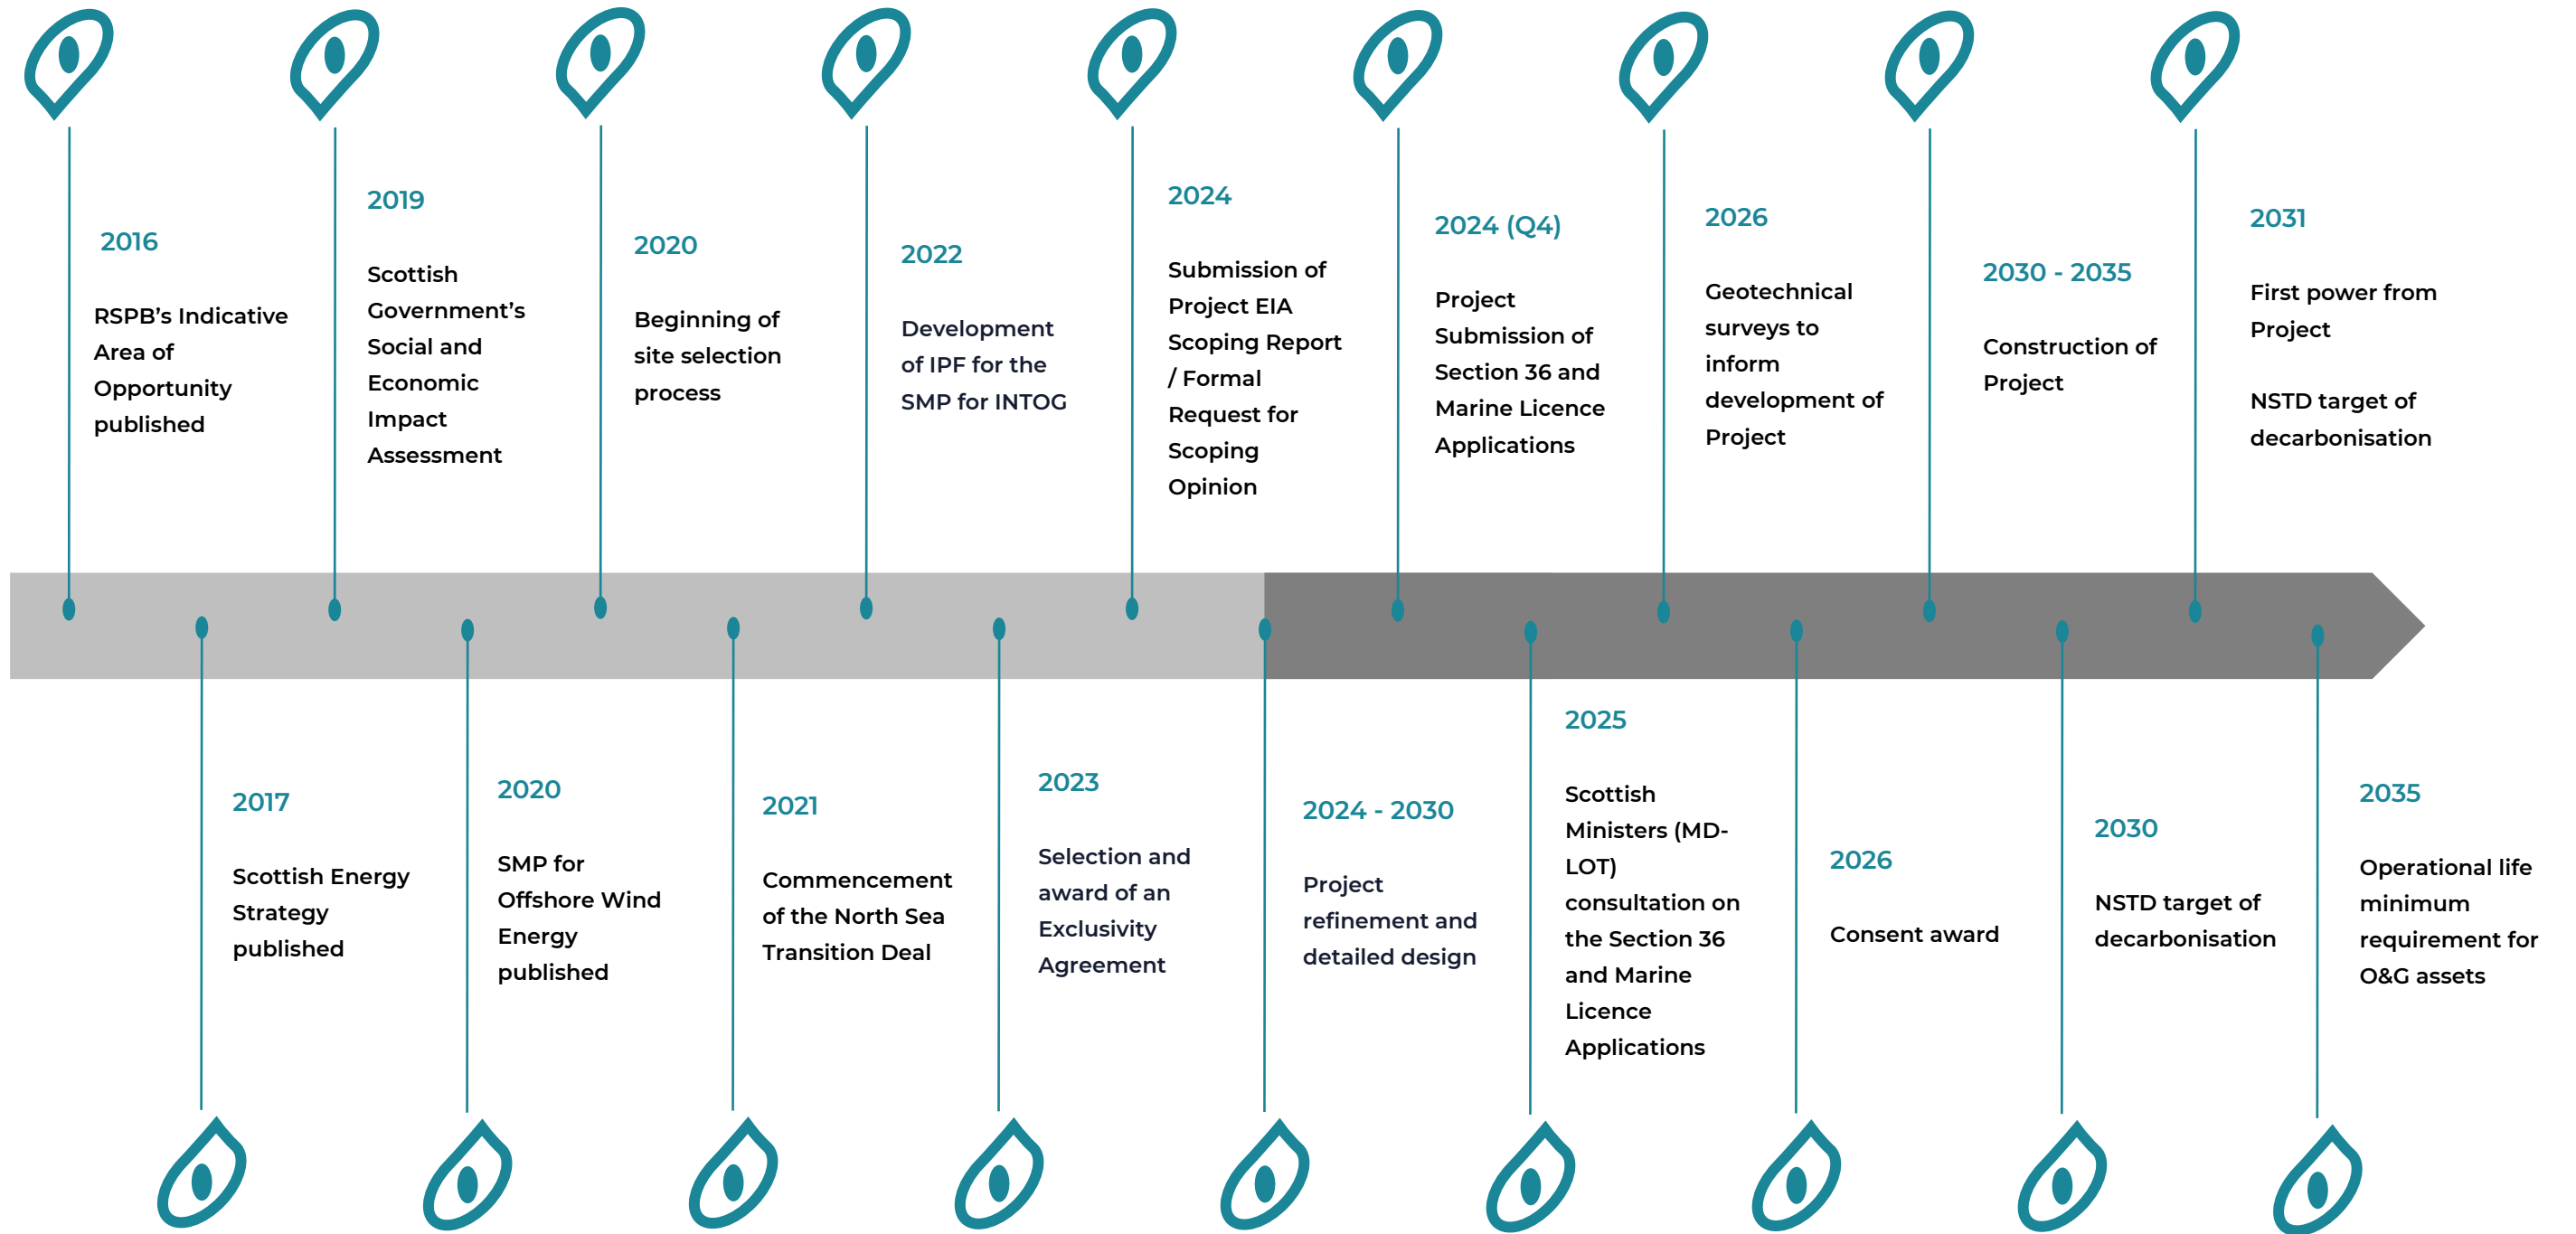 2016
RSPB’s Indicative
Area of
Opportunity
published
2019
Scottish
Government’s
Social and
Economic
Impact
Assessment
2020
Beginning of
site selection
process
2022
Development
of IPF for the
SMP for INTOG
2024
Submission of
Project EIA
Scoping Report
/ Formal
Request for
Scoping
Opinion
2024 (Q4)
Project
Submission of
Section 36 and
Marine Licence
Applications
2026
Geotechnical
surveys to
inform
development of
Project
2030 - 2035
Construction of
Project
2031
First power from
Project
NSTD target of
decarbonisation
2017
Scottish Energy
Strategy
published
2020
SMP for
Offshore Wind
Energy
published
2021
Commencement
of the North Sea
Transition Deal
2023
Selection and
award of an
Exclusivity
Agreement
2024 - 2030
Project
refinement and
detailed design
2025
Scottish
Ministers (MD-
LOT)
consultation on
the Section 36
and Marine
Licence
Applications
2026
Consent award
2030
NSTD target of
decarbonisation
2035
Operational life
minimum
requirement for
O&G assets